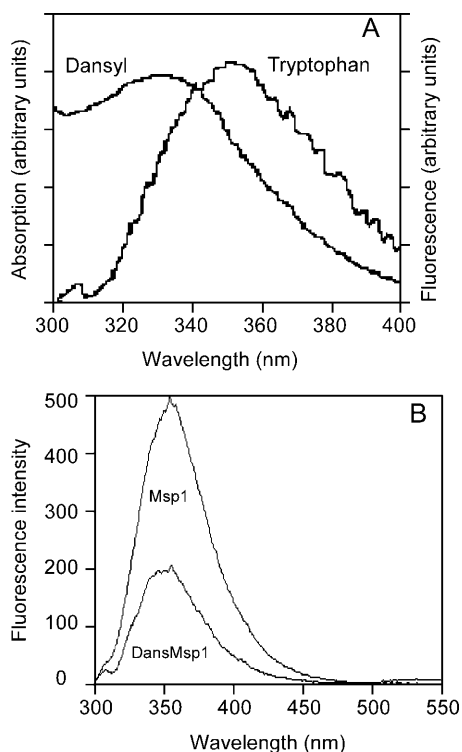 A
Dansyl
Tryptophan
Absorption (arbitrary units)
Fluorescence (arbitrary units)
300 320 340 360 380 400
Wavelength (nm)
B
500
400
300
200
100
0
Fluorescence intensity
Msp1
DansMsp1
300 350 400 450 500 550
Wavelength (nm)